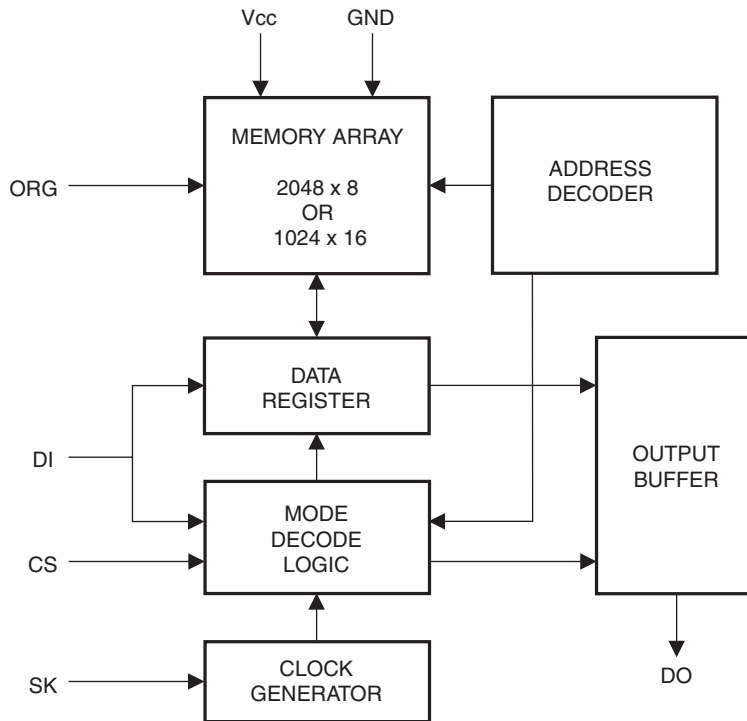 Vcc
GND
MEMORY ARRAY
2048 x 8
OR
1024 x 16
ADDRESS
DECODER
ORG
DATA
REGISTER
DI
OUTPUT
BUFFER
MODE
DECODE
LOGIC
CS
CLOCK
GENERATOR
SK
DO